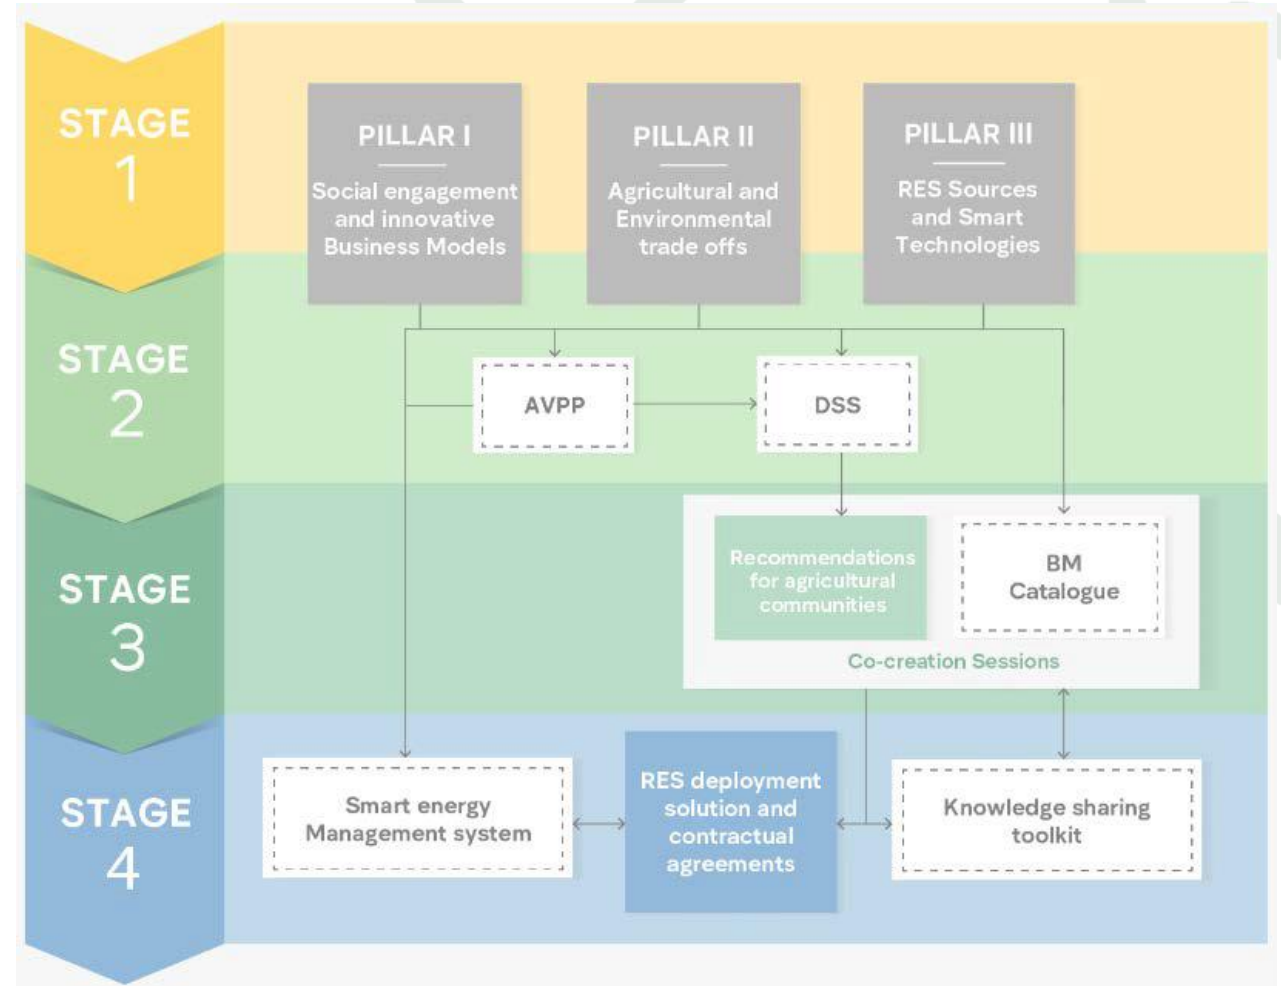 STAGE
1
PILLAR I
Social engagement
and innovative
Business Models
PILLAR II
Agricultural and
Environmental
trade offs
PILLAR III
RES Sources
and Smart
Technologies
STAGE
2
AVPP
DSS
STAGE
3
Recommendations
for agricultural
communities
BM
Catalogue
Co-creation Sessions
STAGE
4
Smart energy
Management system
RES deployment
solution and
contractual
agreements
Knowledge sharing
toolkit